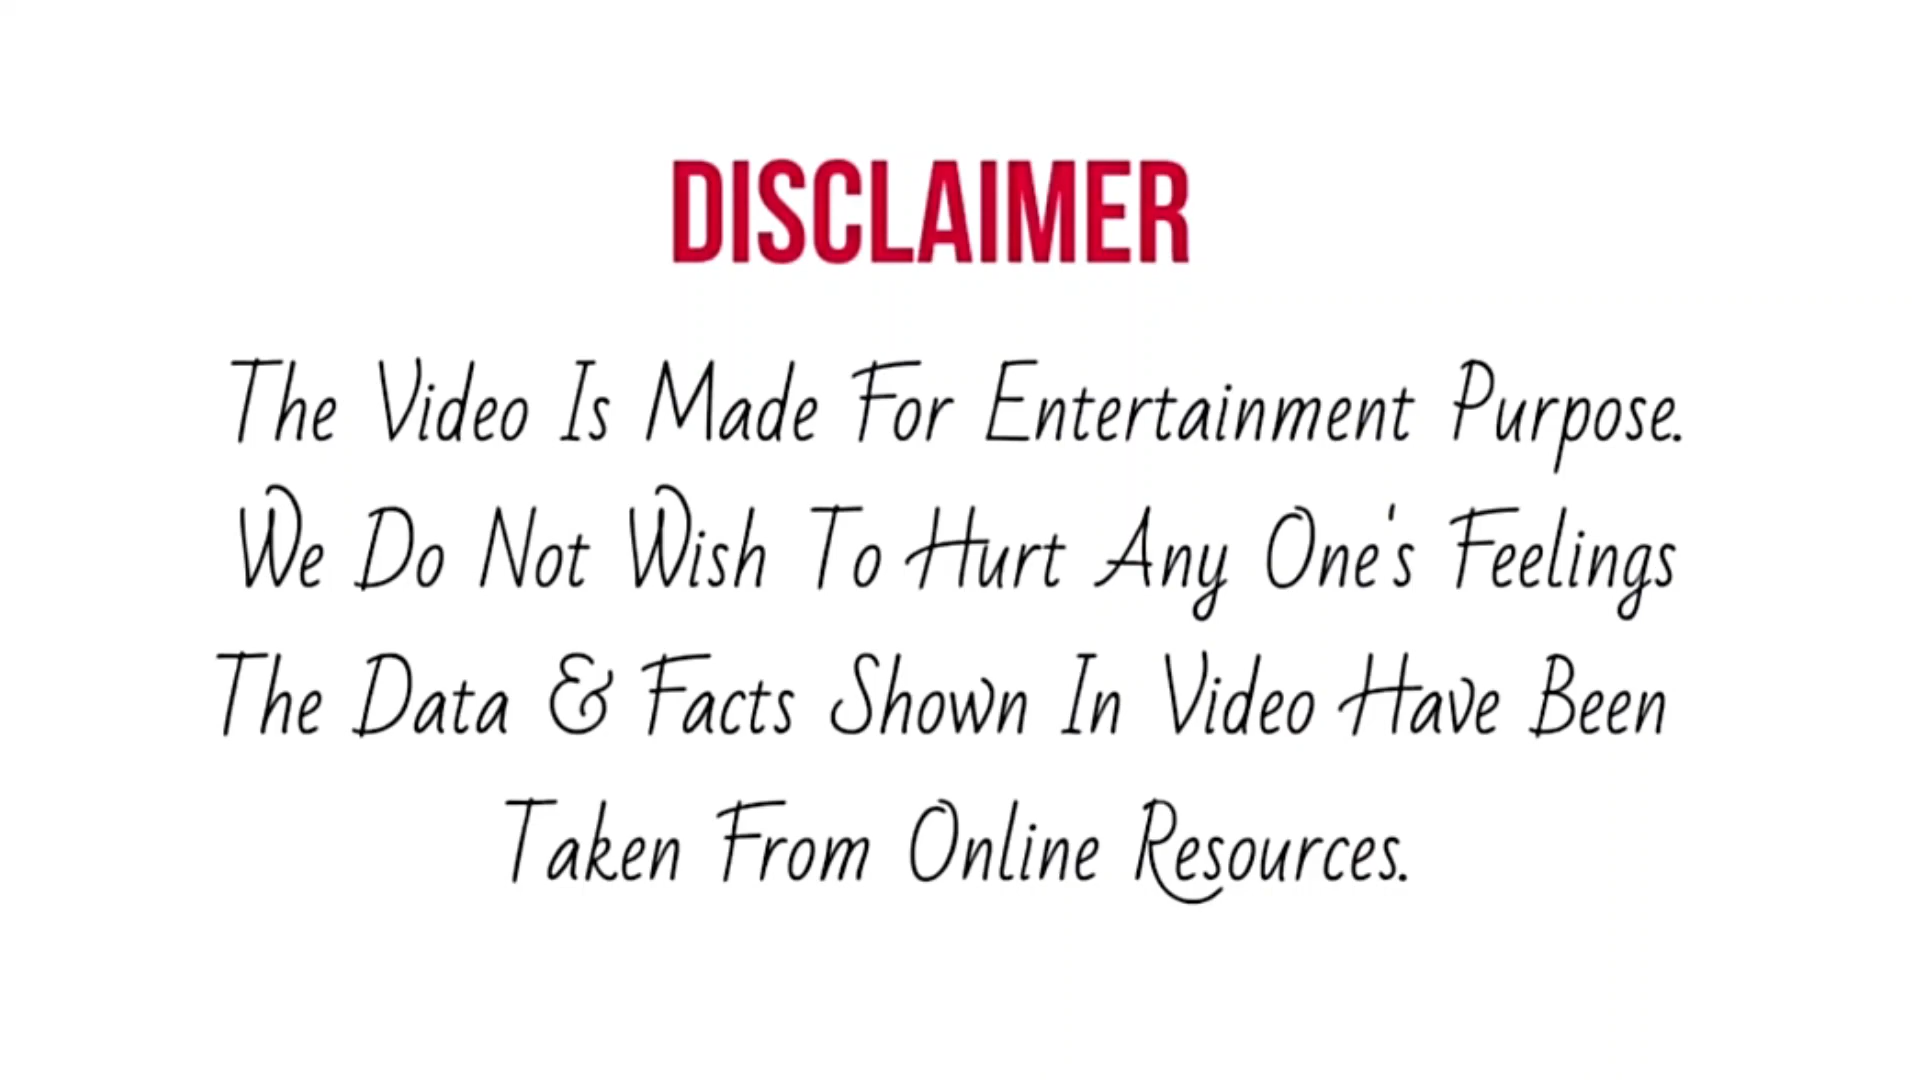 DISCLAIMER
The Video Is Made For Entertainment Purpose.
We Do Not Wish To Hurt Any One's Feelings
The Data & Facts Shown In Video Have Been
Taken From Online Resources.